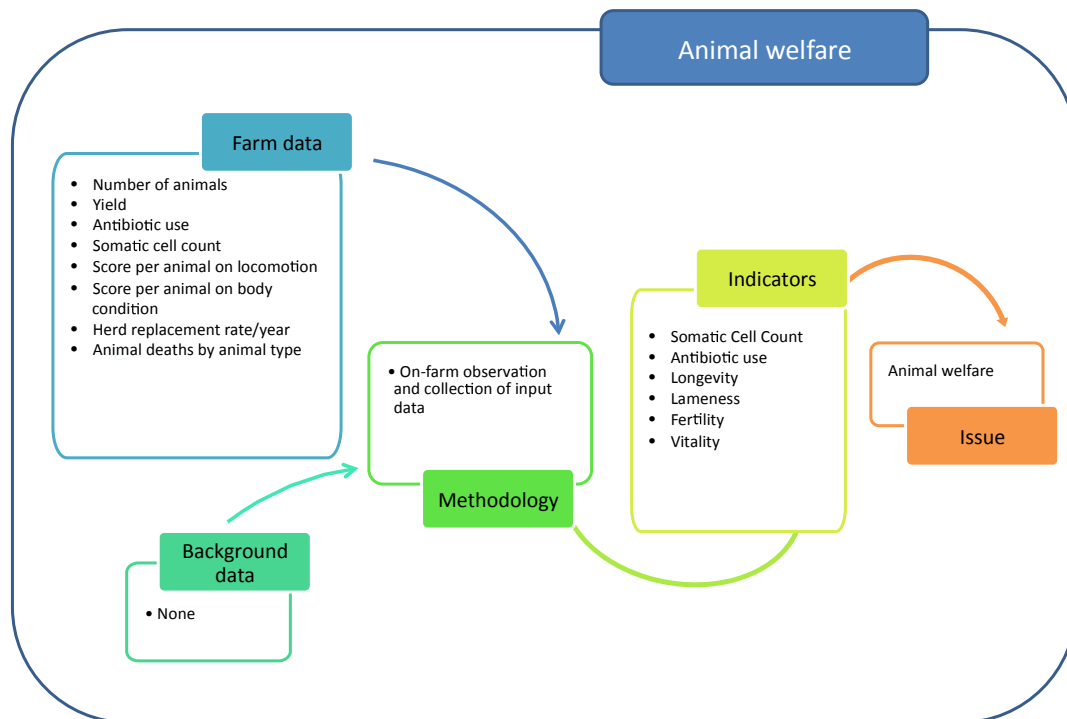 Animal welfare
Farm data
• Number of animals
• Yield
• Antibiotic use
• Somatic cell count
• Score per animal on locomotion
• Score per animal on body
condition
• Herd replacement rate/year
• Animal deaths by animal type
Background
data
• None
• On-farm observation
and collection of input
data
Methodology
Indicators
• Somatic Cell Count
• Antibiotic use
• Longevity
• Lameness
• Fertility
• Vitality
Animal welfare
Issue